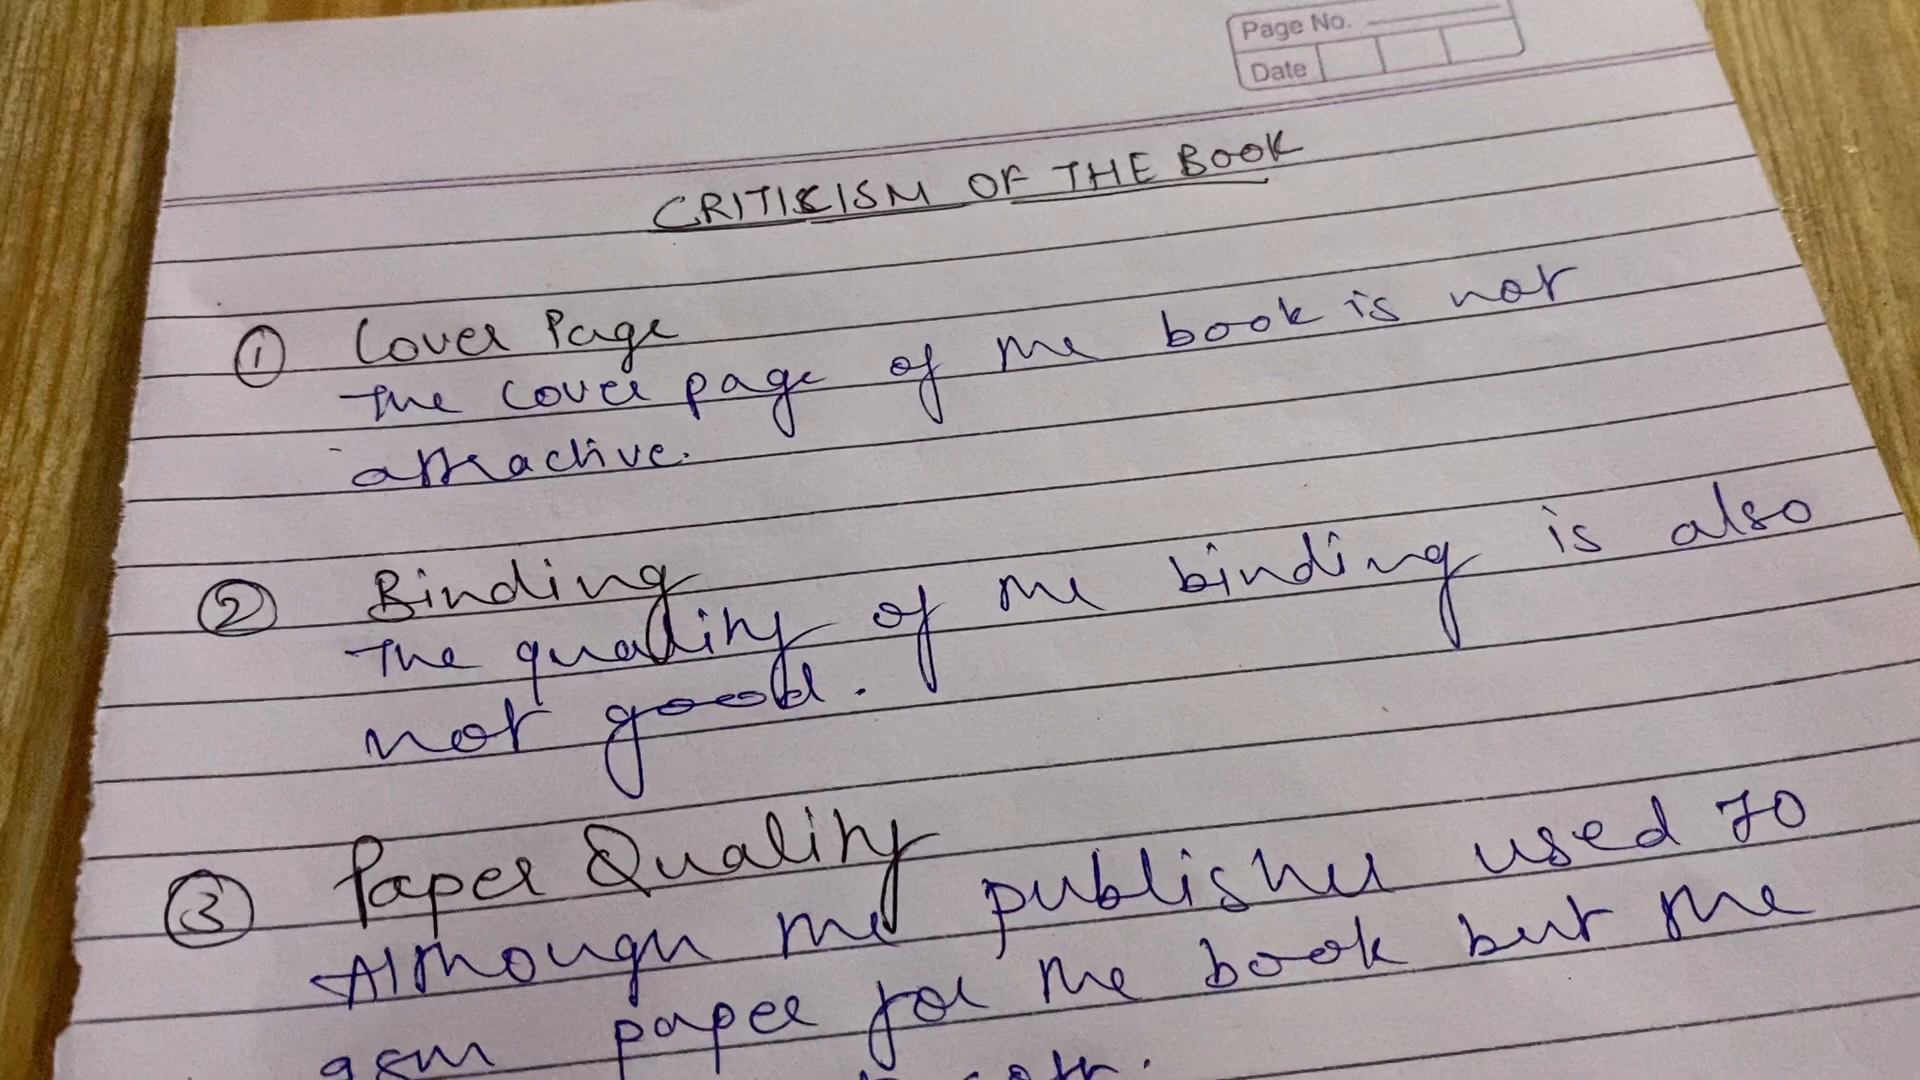 Page No.
Date
CRITICISM OF THE BOOK
① Cover Page
The cover page of the book is not
attractive.
② Binding
The quality of the binding is also
not good.
③ Paper Quality
Although the publisher used 70
gsm paper for the book but the